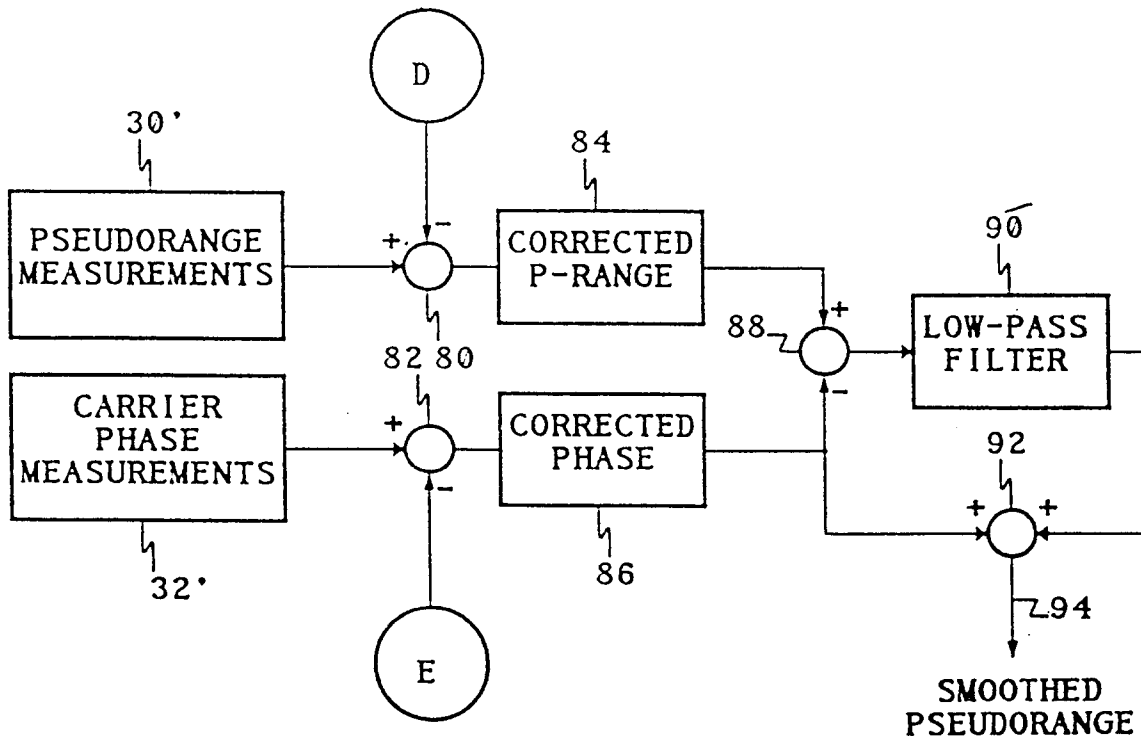 D
30'
PSEUDORANGE
MEASUREMENTS
+
-
84
CORRECTED
P-RANGE
90
LOW-PASS
FILTER
88
+
-
82 80
CARRIER
PHASE
MEASUREMENTS
+
-
CORRECTED
PHASE
92
+ +
32'
86
94
E
SMOOTHED
PSEUDORANGE